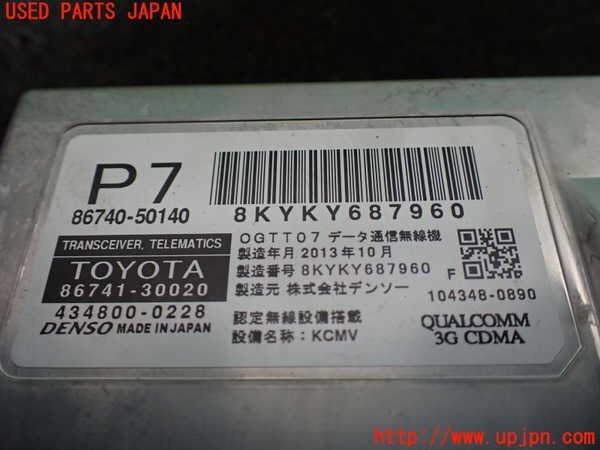 USED PARTS JAPAN
P7
86740-50140
8KYKY687960
TRANSCEIVER, TELEMATICS
TOYOTA
86741-30020
434800-0228
DENSO MADE IN JAPAN
OGTT07 データ通信無線機
製造年月 2013年10月
製造番号 8KYKY687960
F
製造元 株式会社デンソー
104348-0890
認定無線設備搭載
設備名称：KCMV
QUALCOMM
3G CDMA
http://www.upjpn.com/